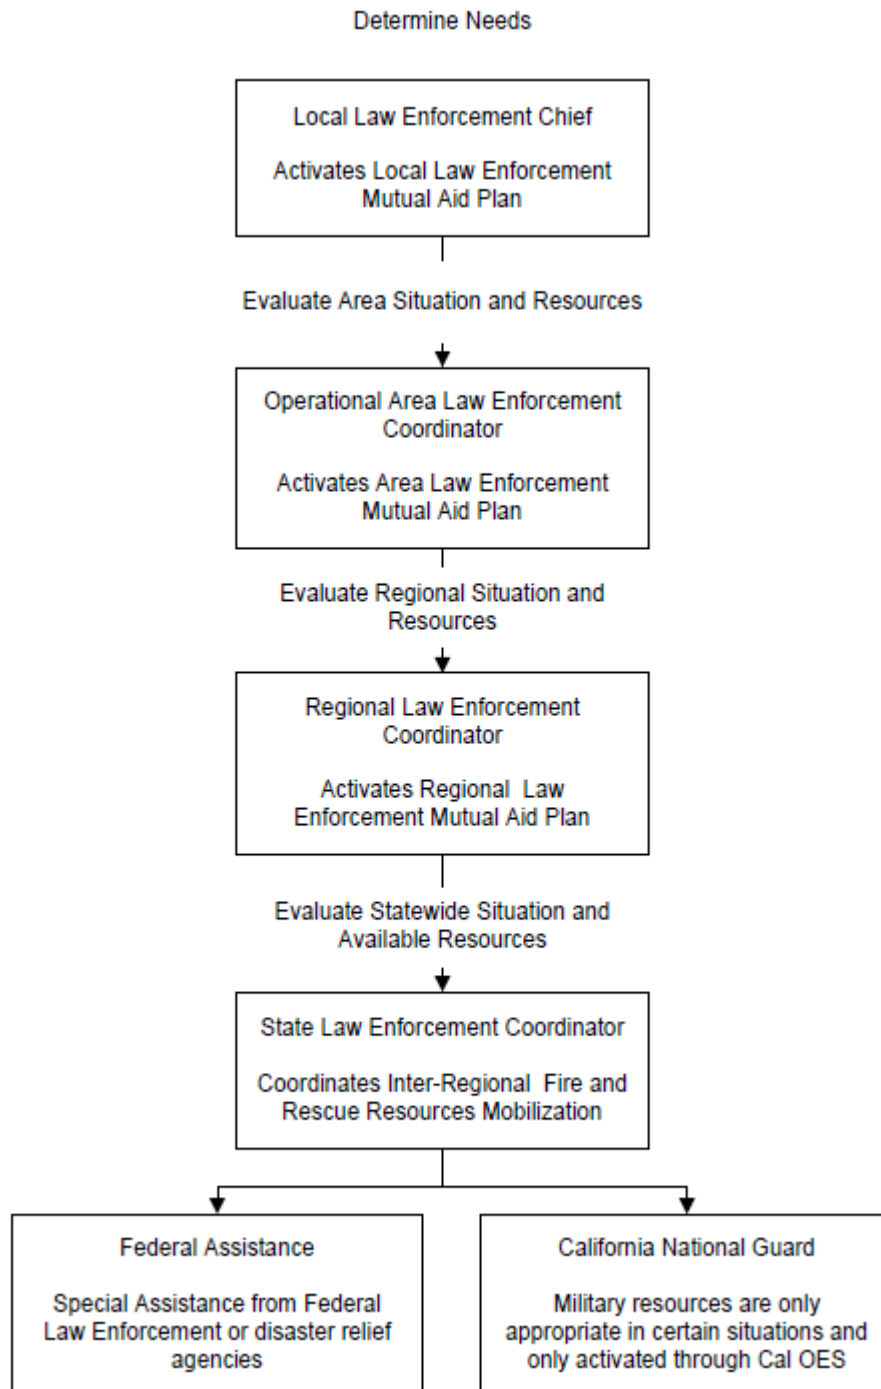 Determine Needs
Local Law Enforcement Chief
Activates Local Law Enforcement
Mutual Aid Plan
Evaluate Area Situation and Resources
Operational Area Law Enforcement
Coordinator
Activates Area Law Enforcement
Mutual Aid Plan
Evaluate Regional Situation and
Resources
Regional Law Enforcement
Coordinator
Activates Regional  Law
Enforcement Mutual Aid Plan
Evaluate Statewide Situation and
Available Resources
State Law Enforcement Coordinator
Coordinates Inter-Regional  Fire and
Rescue Resources Mobilization
Federal Assistance
Special Assistance from Federal
Law Enforcement or disaster relief
agencies
California National Guard
Military resources are only
appropriate in certain situations and
only activated through Cal OES